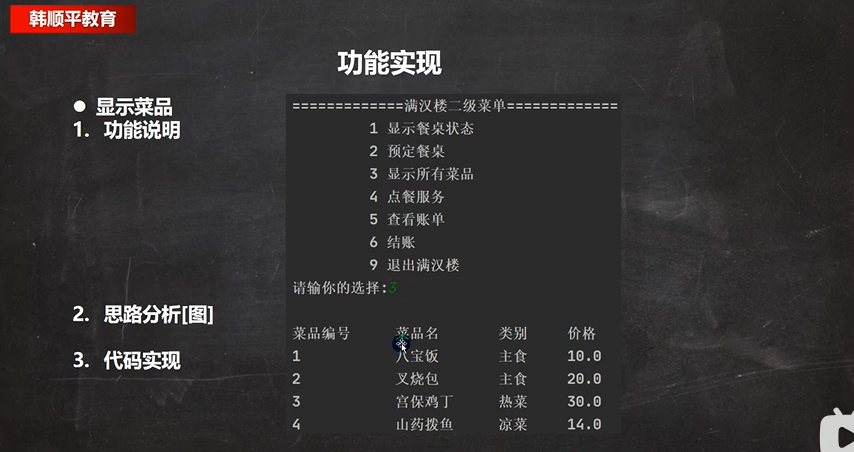 韩顺平教育
功能实现
● 显示菜品
1. 功能说明
=============满汉楼二级菜单=============
1 显示餐桌状态
2 预定餐桌
3 显示所有菜品
4 点餐服务
5 查看账单
6 结账
9 退出满汉楼
请输你的选择:3
2. 思路分析[图]
菜品编号 菜品名 类别 价格
3. 代码实现
1 八宝饭 主食 10.0
2 叉烧包 主食 20.0
3 宫保鸡丁 热菜 30.0
4 山药拨鱼 凉菜 14.0